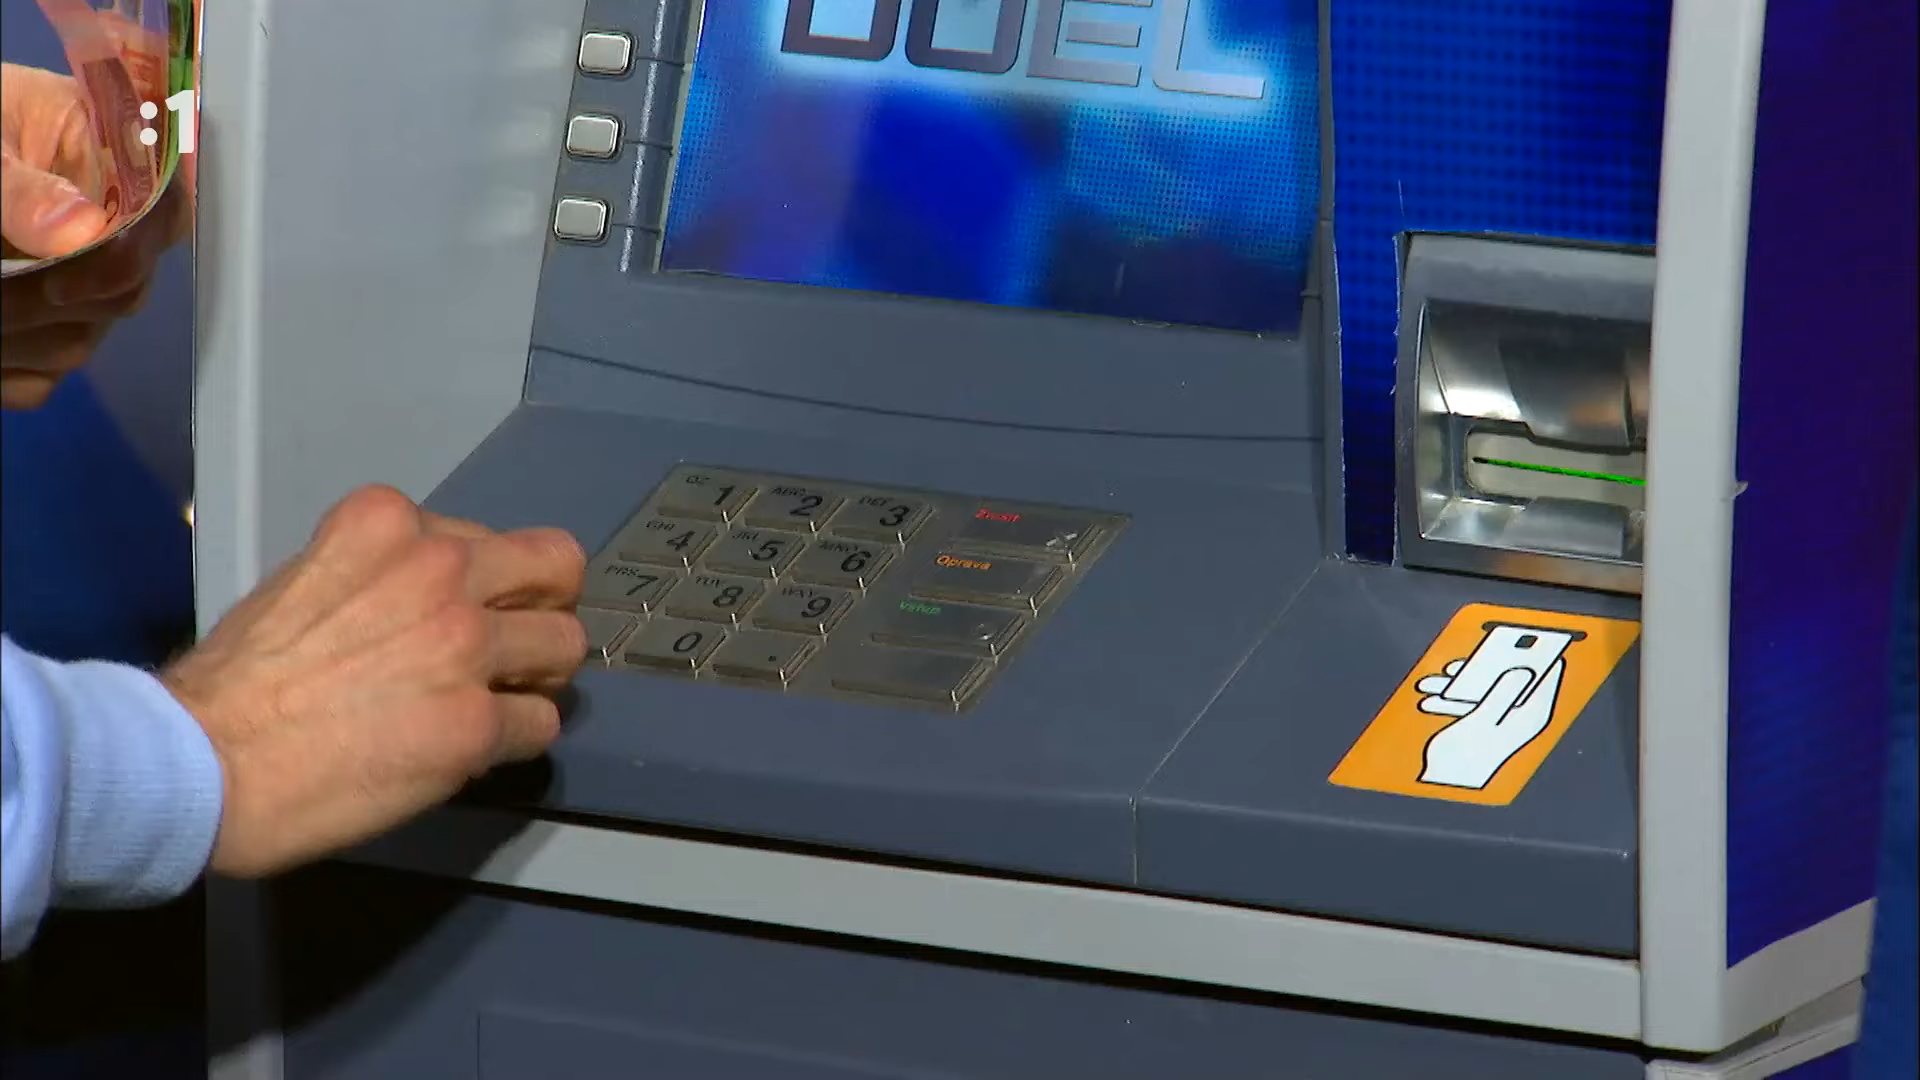 DUEL
:1
QZ 1 ABC 2 DEF 3 Zrušit
GHI 4 JKL 5 MNO 6 Oprava
PRS 7 TUV 8 WXY 9 Vstup
0 .